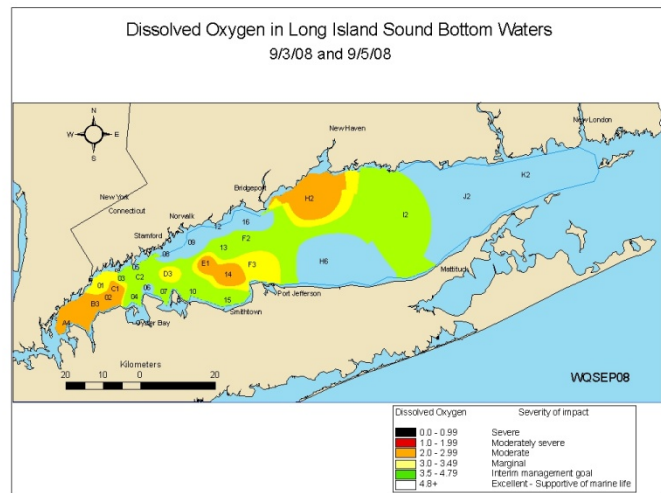 Dissolved Oxygen in Long Island Sound Bottom Waters
9/3/08 and 9/5/08
N
W E
S
New Haven
New London
Bridgeport
H2
K2
J2
New York
Connecticut
Norwalk
12
16
I2
Stamford
09
F2
13
08
05
H6
E1
F3
03
C2
D3
14
Mattituck
01
C1
06
07
10
Port Jefferson
B3
02
04
15
Smithtown
A4
Oyster Bay
Kilometers
20 10 0 20
WQSEP08
Dissolved Oxygen Severity of impact
0.0 - 0.99 Severe
1.0 - 1.99 Moderately severe
2.0 - 2.99 Moderate
3.0 - 3.49 Marginal
3.5 - 4.79 Interim management goal
4.8+ Excellent - Supportive of marine life